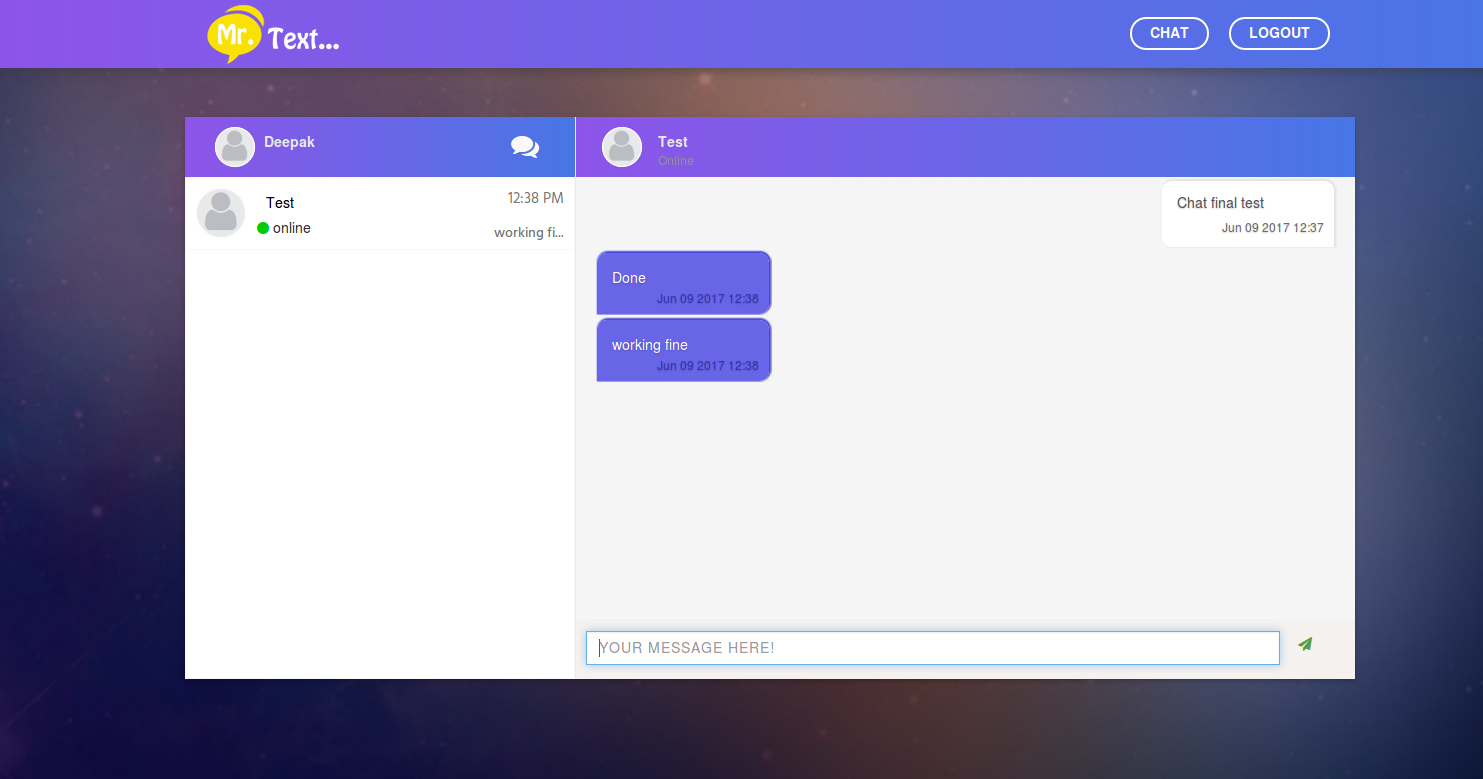 Mr. Text...
CHAT
LOGOUT
Deepak
Test
12:38 PM
online
working fi...
Test
Online
Chat final test
Jun 09 2017 12:37
Done
Jun 09 2017 12:38
working fine
Jun 09 2017 12:38
YOUR MESSAGE HERE!